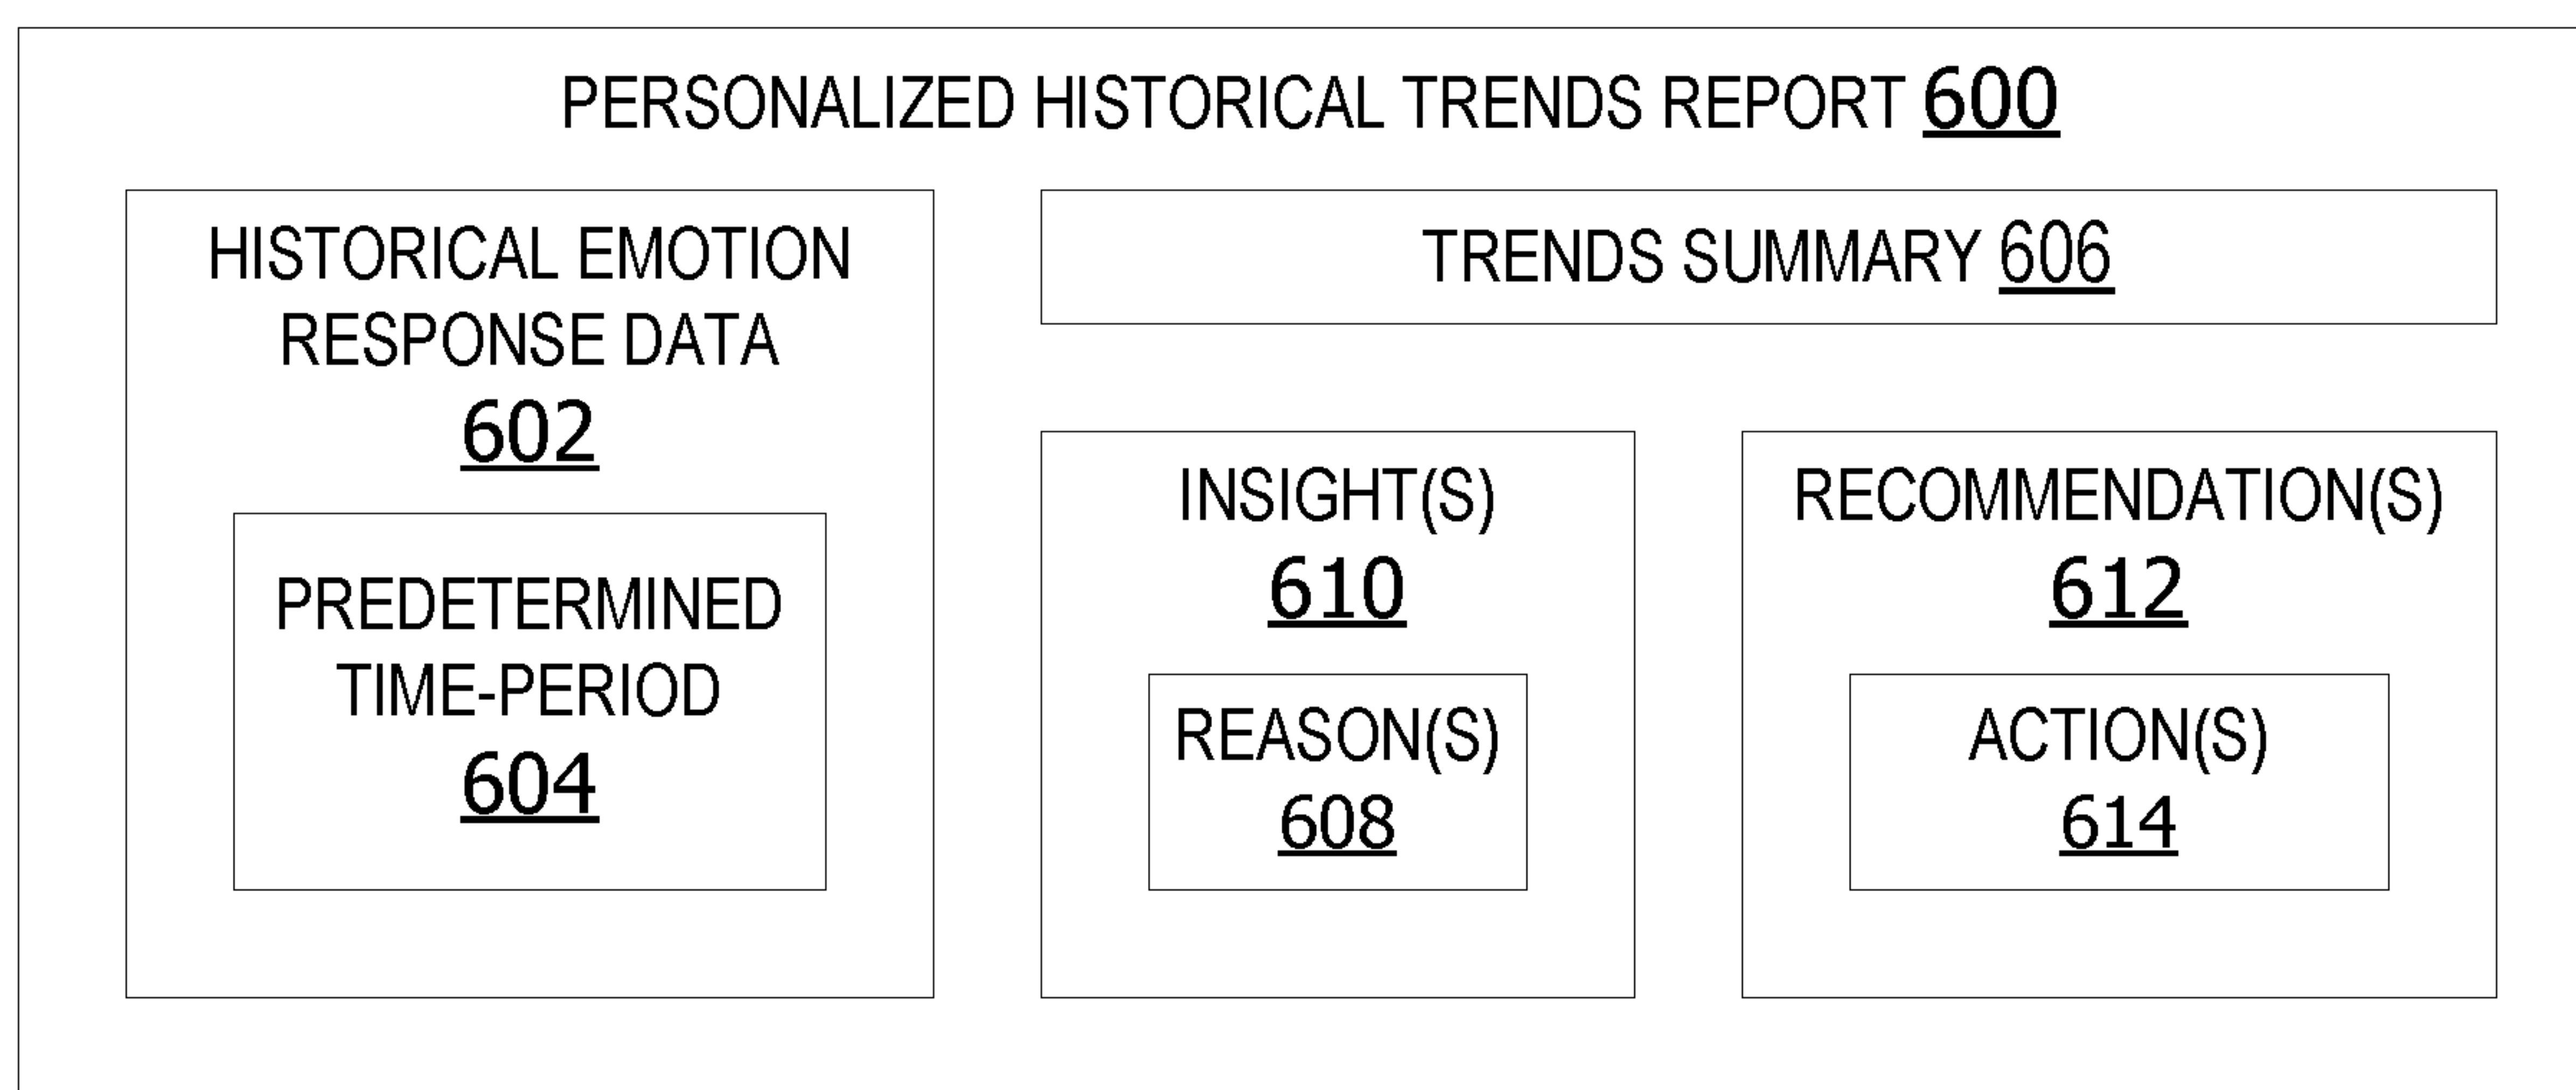 PERSONALIZED HISTORICAL TRENDS REPORT 600
HISTORICAL EMOTION
RESPONSE DATA
602
PREDETERMINED
TIME-PERIOD
604
TRENDS SUMMARY 606
INSIGHT(S)
610
REASON(S)
608
RECOMMENDATION(S)
612
ACTION(S)
614